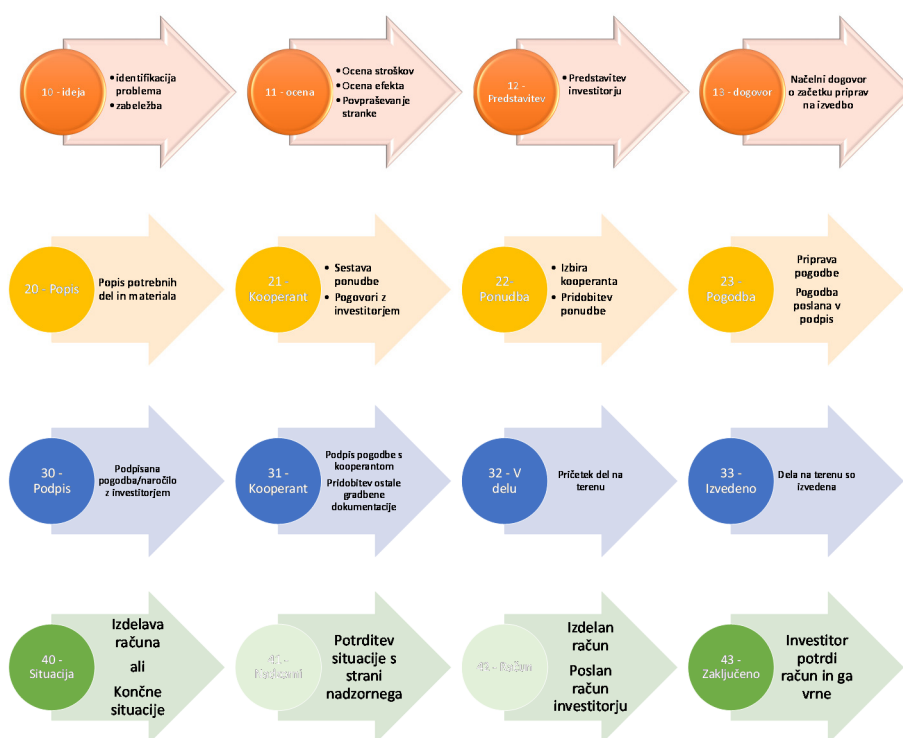 10 - ideja
• identifikacija
problema
• zabeležba
11 - ocena
• Ocena stroškov
• Ocena efekta
• Povpraševanje
stranke
12 -
Predstavitev
• Predstavitev
investitorju
13 - dogovor
Načelni dogovor
o začetku priprav
na izvedbo
20 - Popis
Popis potrebnih
del in materiala
21 -
Kooperant
• Sestava
ponudbe
• Pogovori z
investitorjem
22-
Ponudba
• Izbira
kooperanta
• Pridobitev
ponudbe
23 -
Pogodba
Priprava
pogodbe
Pogodba
poslana v
podpis
30 -
Podpis
Podpisana
pogodba/naročilo
z investitorjem
31 -
Kooperant
Podpis pogodbe s
kooperantom
Pridobitev ostale
gradbene
dokumentacije
32 - V
delu
Pričetek del na
terenu
33 -
Izvedeno
Dela na terenu so
izvedena
40 -
Situacija
Izdelava
računa
ali
Končne
situacije
Potrditev
situacije s
strani
nadzornega
Račun
Izdelan
račun
Poslan
račun
investitorju
43 -
Zaključeno
Investitor
potrdi
račun in ga
vrne